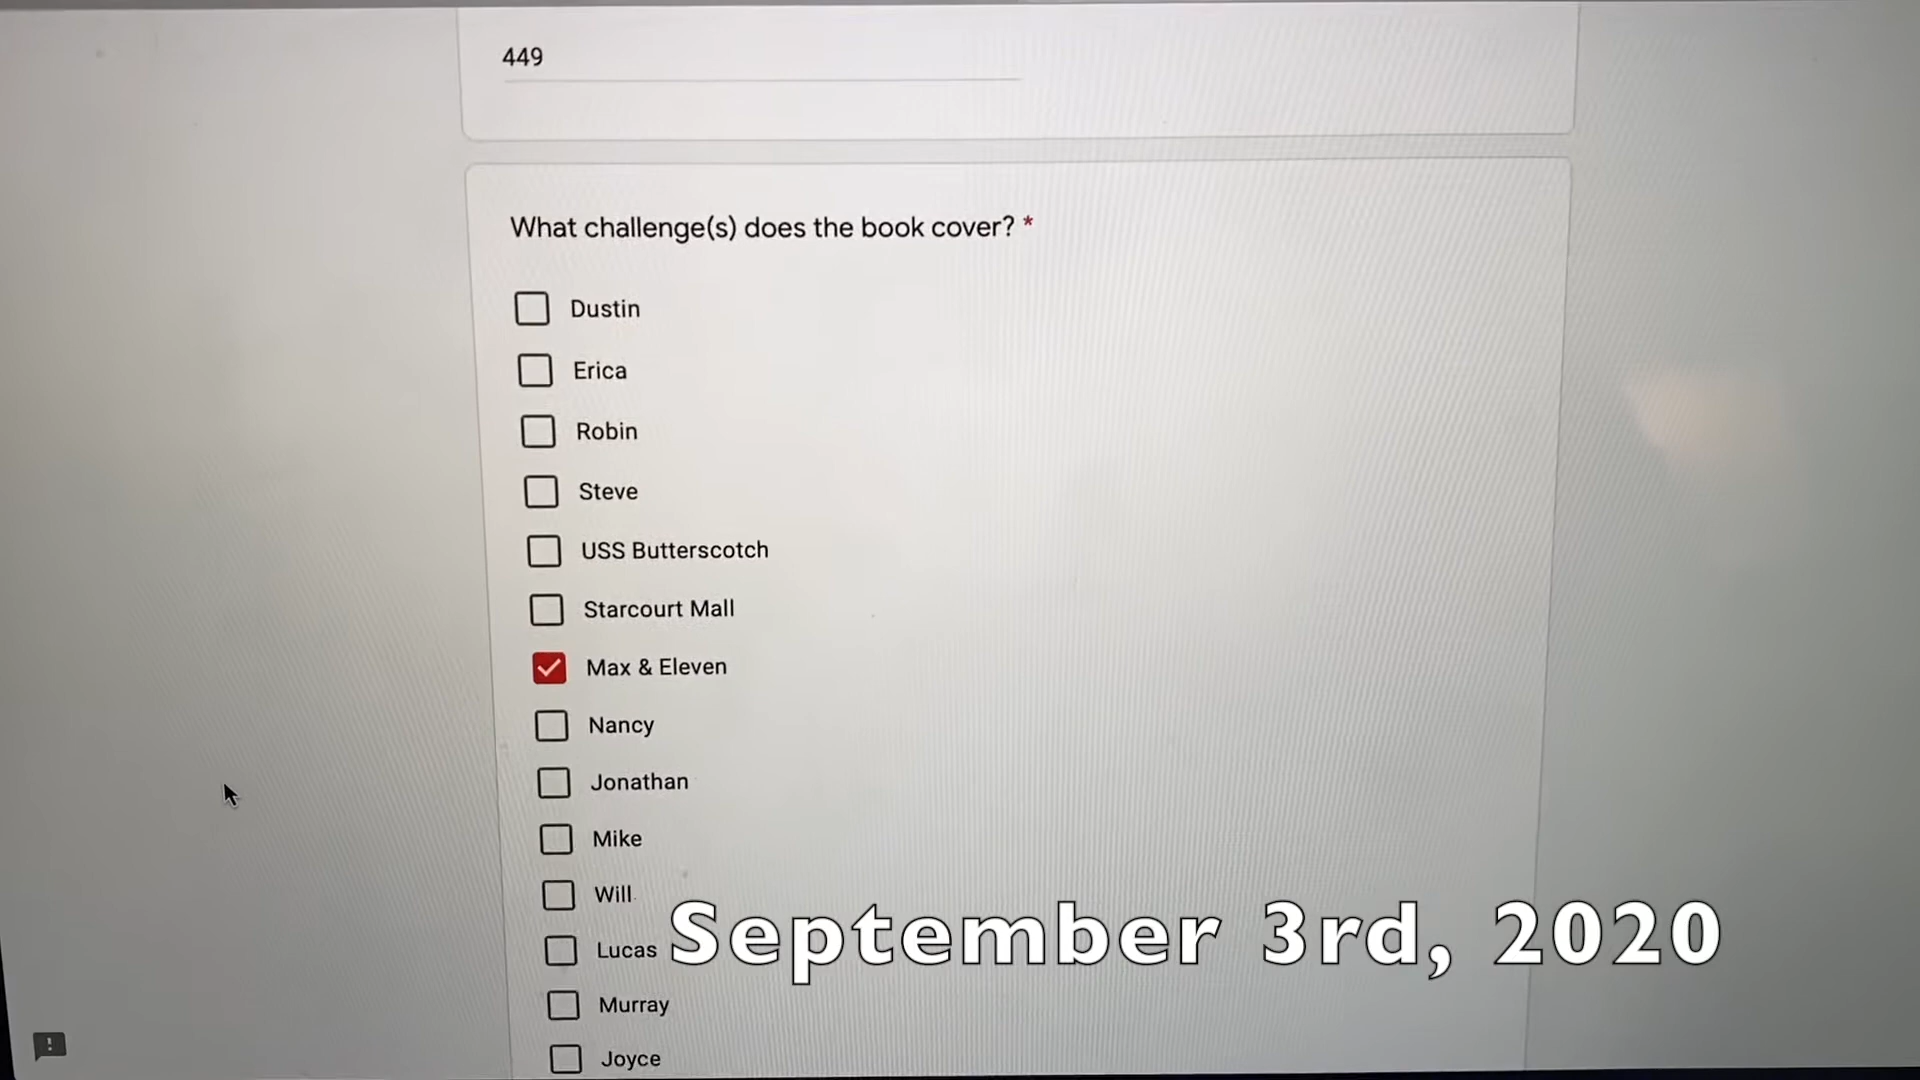 449
What challenge(s) does the book cover? *
Dustin
Erica
Robin
Steve
USS Butterscotch
Starcourt Mall
Max & Eleven
Nancy
Jonathan
Mike
Will
Lucas
September 3rd, 2020
Murray
Joyce
!